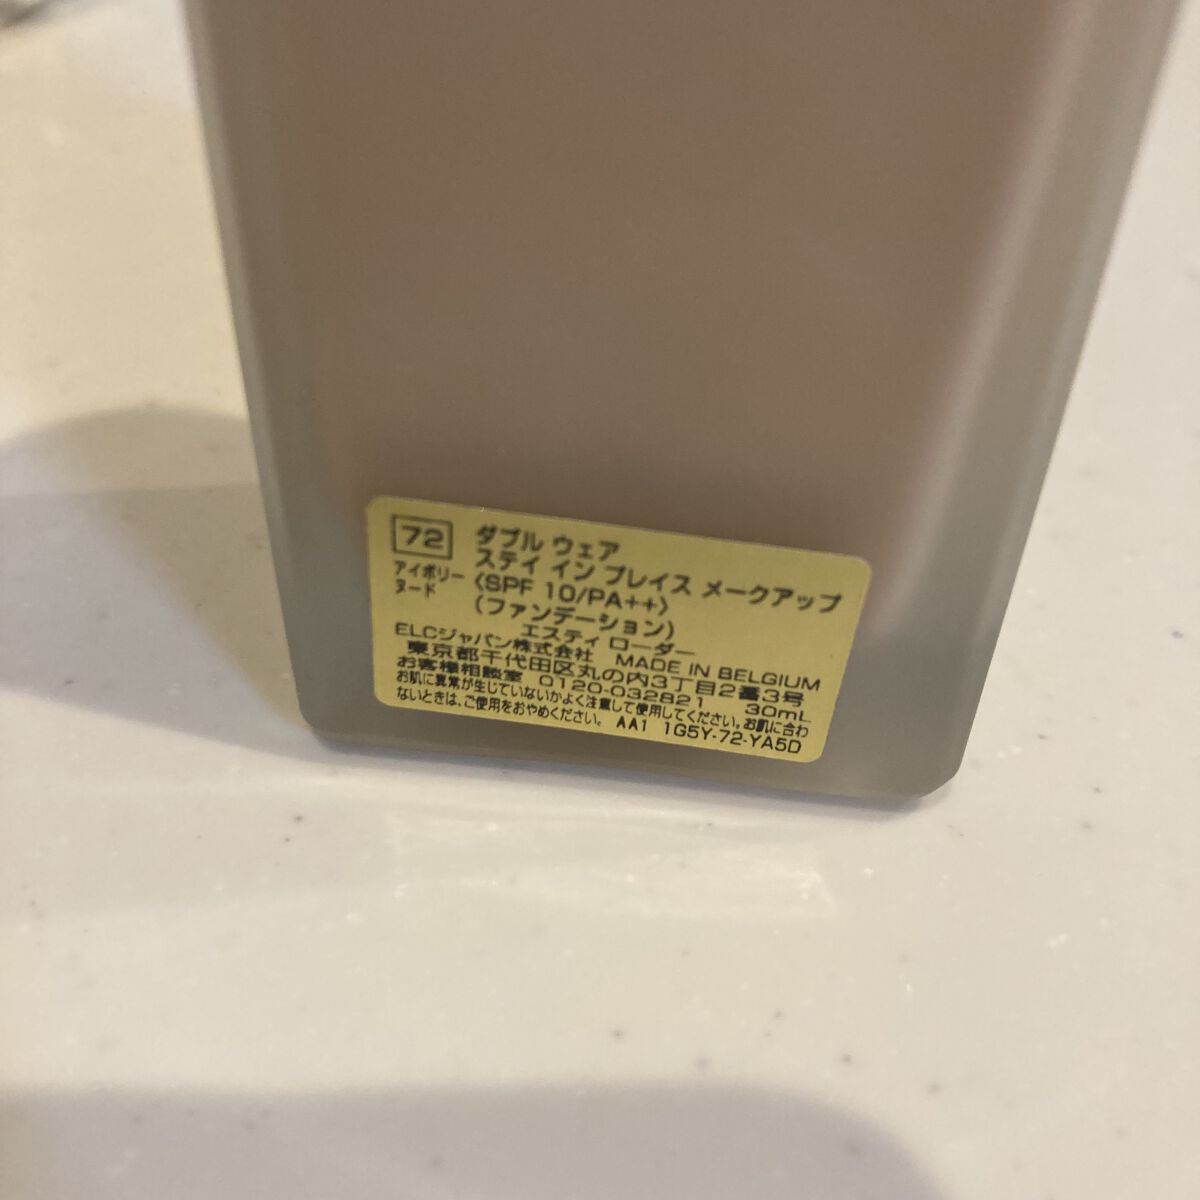 72 ダブル ウェア
アイボリー ステイ イン プレイス メークアップ
ヌード 〈SPF 10/PA++〉
(ファンデーション)
エスティ ローダー
ELCジャパン株式会社 MADE IN BELGIUM
東京都千代田区丸の内3丁目2番3号
お客様相談室 0120-032821 30mL
お肌に異常が生じていないかよく注意して使用してください。お肌に合わ
ないときは、ご使用をおやめください。 AA1 1G5Y-72-YA5D